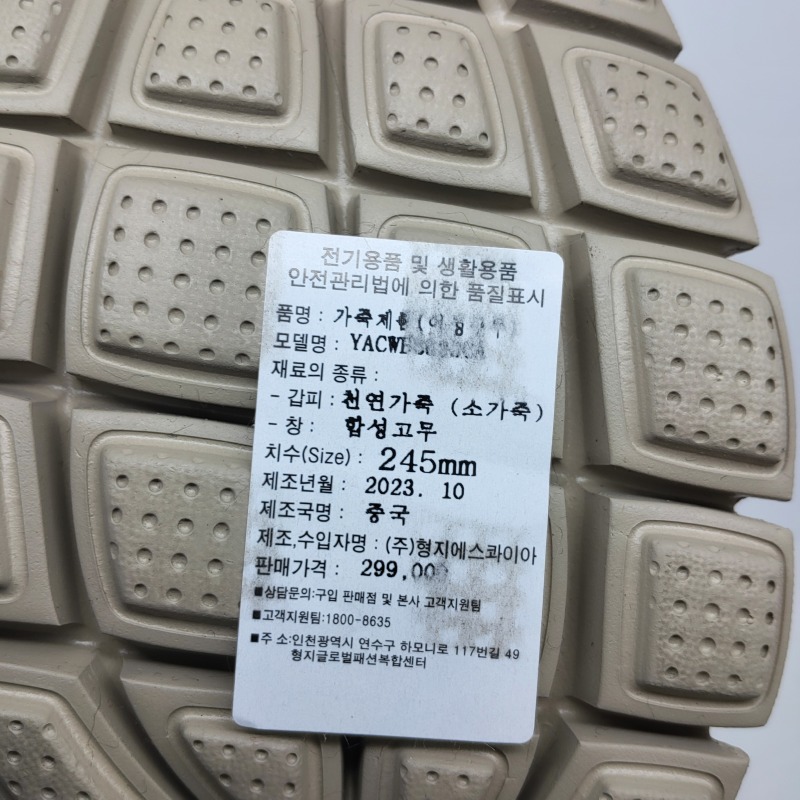 전기용품 및 생활용품
안전관리법에 의한 품질표시
품명 : 가죽제품
모델명 :
재료의 종류 :
- 갑피 : 천연가죽 (소가죽)
- 창 : 합성고무
치수(Size) : 245mm
제조년월 : 2023. 10
제조국명 : 중국
제조,수입자명 : (주)형지에스콰이아
판매가격 :
■상담문의:구입 판매점 및 본사 고객지원팀
■고객지원팀:1800-8635
■주 소:인천광역시 연수구 하모니로 117번길 49
형지글로벌패션복합센터